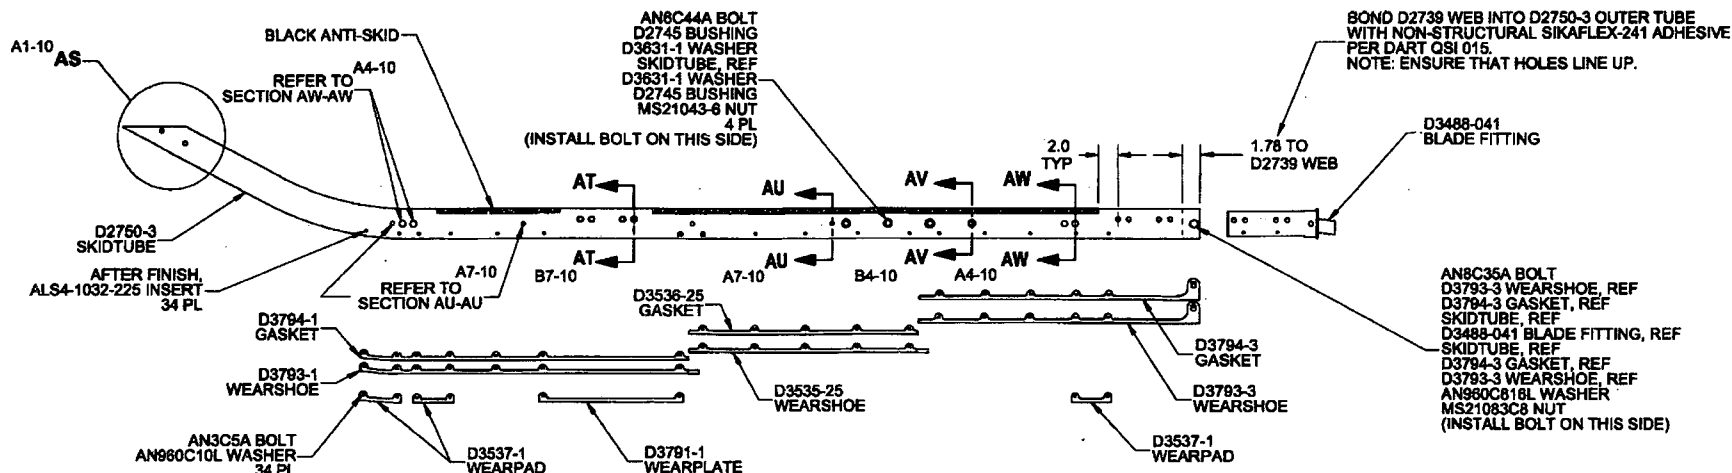 A1-10
AS
BLACK ANTI-SKID
A4-10
REFER TO
SECTION AW-AW
AN8C44A BOLT
D2745 BUSHING
D3631-1 WASHER
SKIDTUBE, REF
D3631-1 WASHER
D2745 BUSHING
MS21043-6 NUT
4 PL
(INSTALL BOLT ON THIS SIDE)
BOND D2739 WEB INTO D2750-3 OUTER TUBE
WITH NON-STRUCTURAL SIKAFLEX-241 ADHESIVE
PER DART QSI 015.
NOTE: ENSURE THAT HOLES LINE UP.
2.0
TYP
1.78 TO
D2739 WEB
D3488-041
BLADE FITTING
AT
AU
AV
AW
D2750-3
SKIDTUBE
AFTER FINISH,
ALS4-1032-225 INSERT
34 PL
REFER TO
SECTION AU-AU
A7-10
B7-10
AT
A7-10
AU
B4-10
AV
A4-10
AW
D3794-1
GASKET
D3793-1
WEARSHOE
AN3C5A BOLT
AN960C10L WASHER
34 PL
D3537-1
WEARPAD
D3791-1
WEARPLATE
D3536-25
GASKET
D3535-25
WEARSHOE
D3794-3
GASKET
D3793-3
WEARSHOE
D3537-1
WEARPAD
AN8C35A BOLT
D3793-3 WEARSHOE, REF
D3794-3 GASKET, REF
SKIDTUBE, REF
D3488-041 BLADE FITTING, REF
SKIDTUBE, REF
D3794-3 GASKET, REF
D3793-3 WEARSHOE, REF
AN960C816L WASHER
MS21083C8 NUT
(INSTALL BOLT ON THIS SIDE)